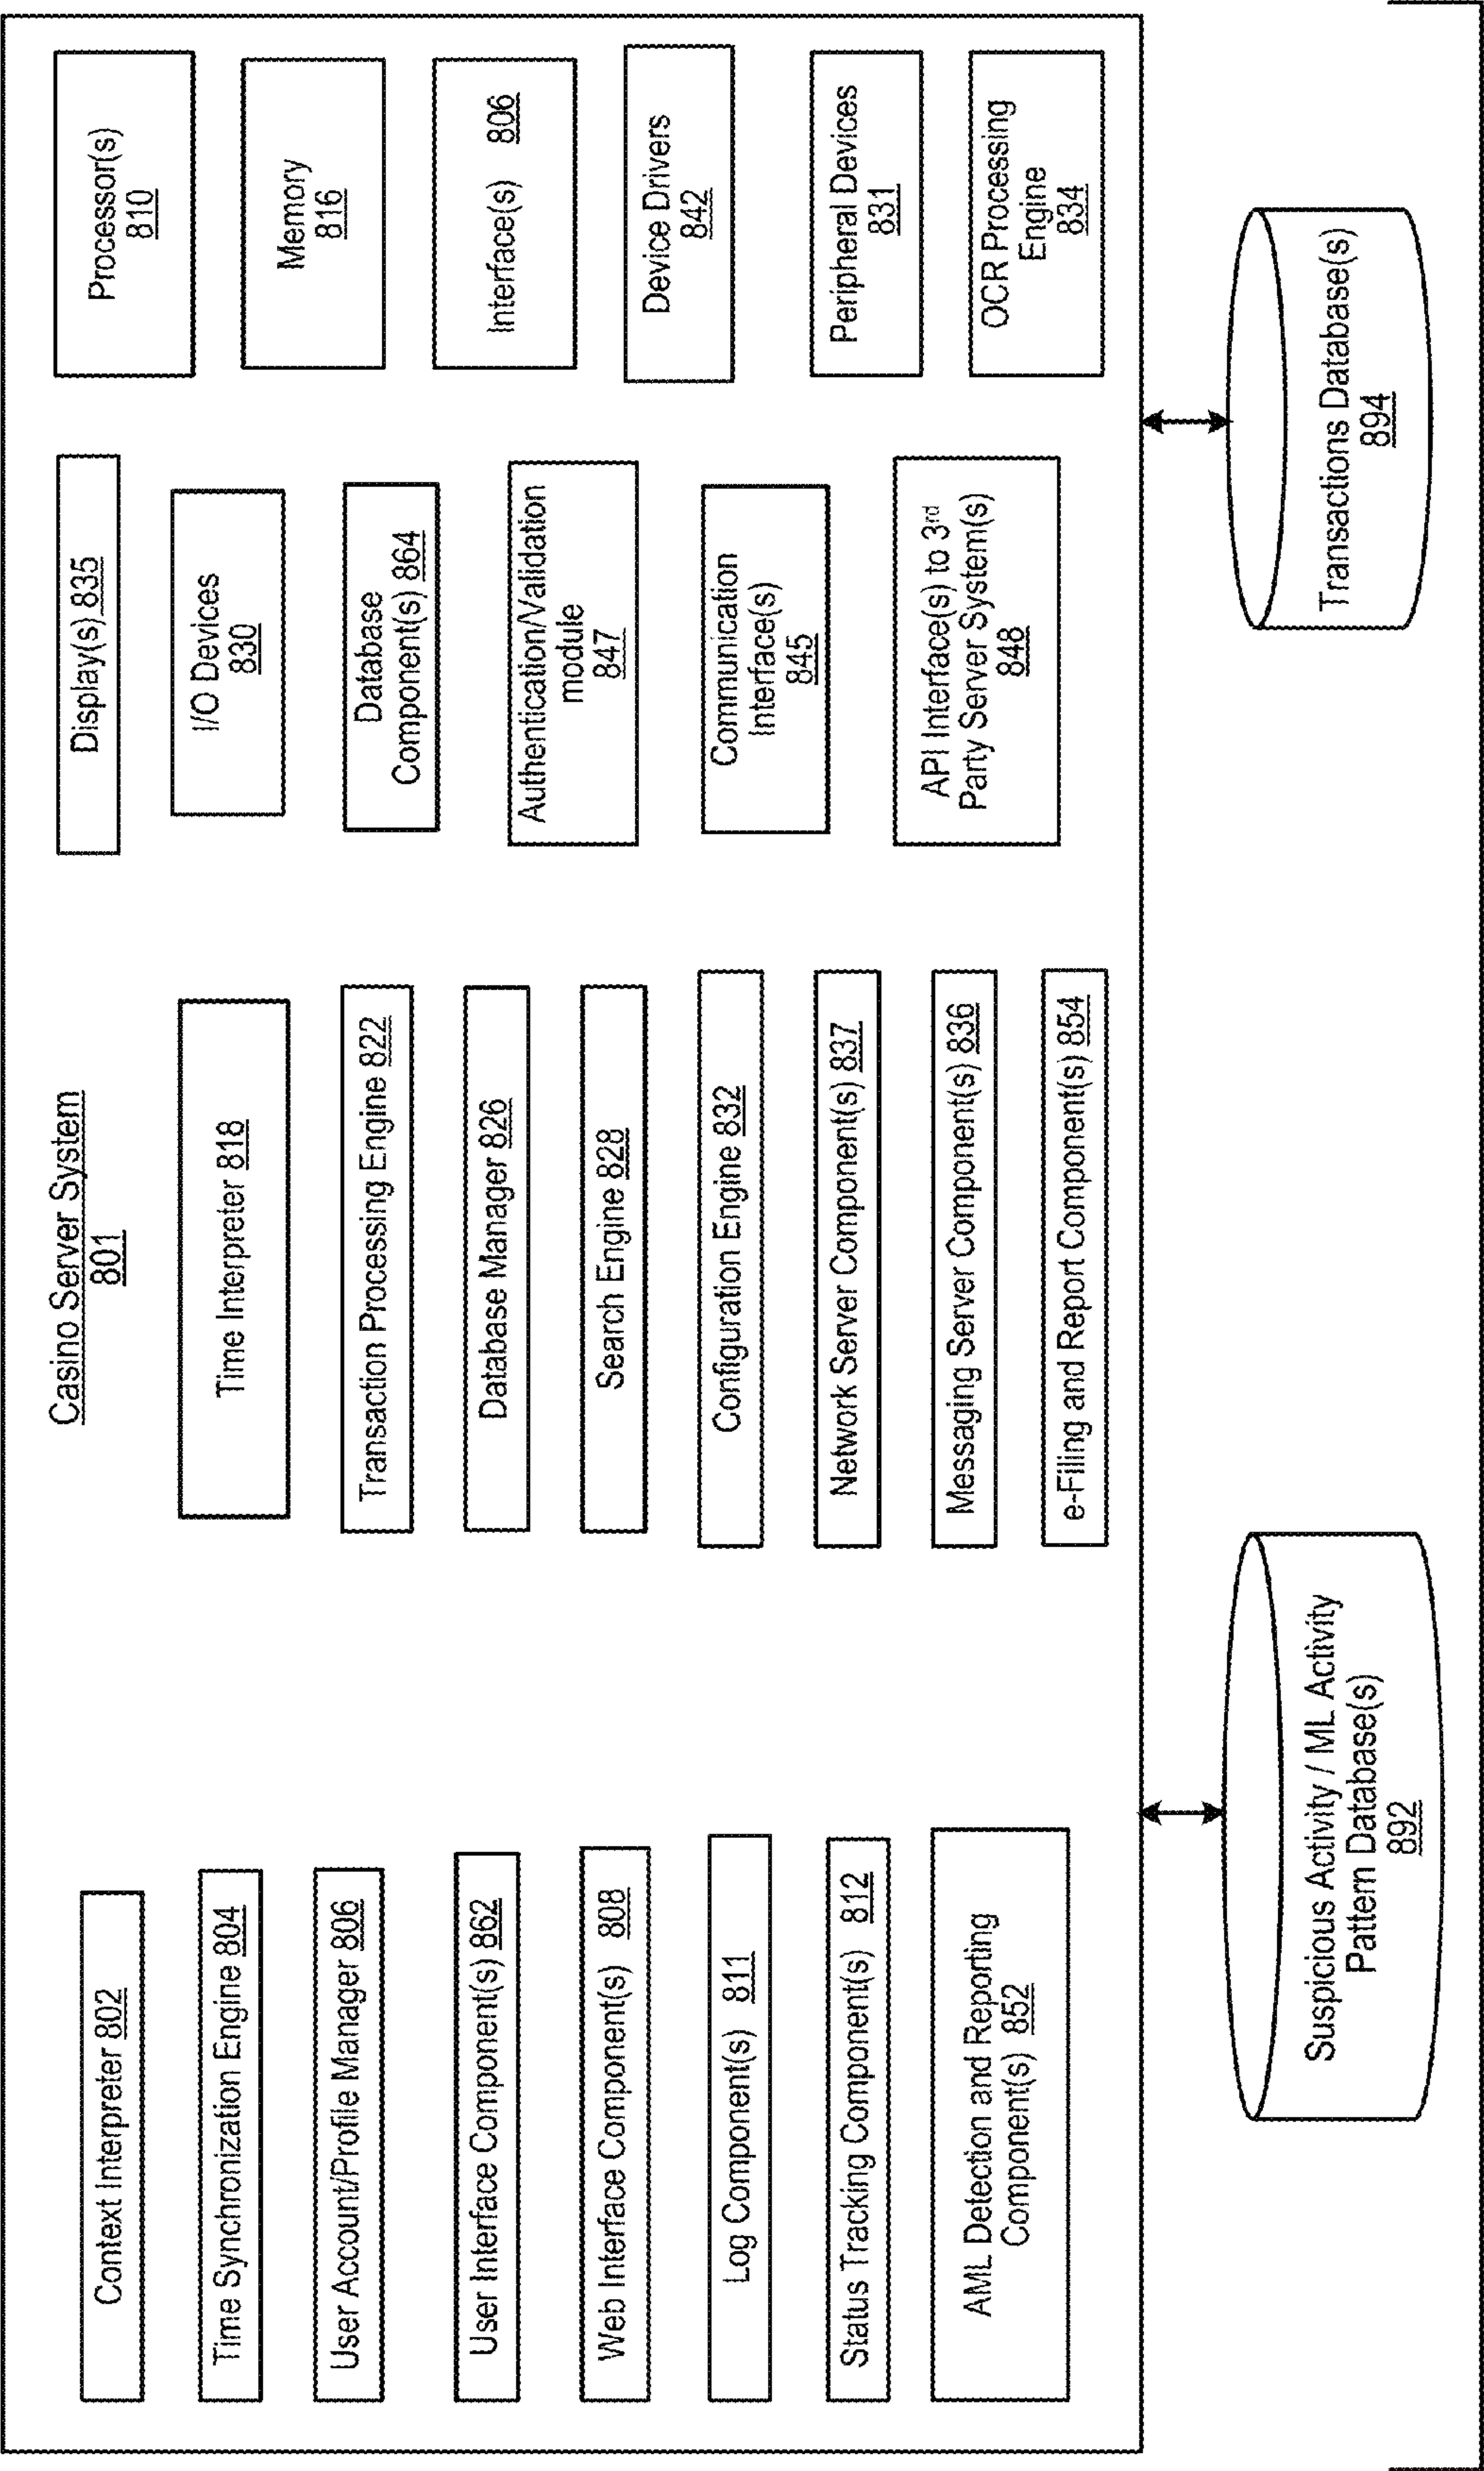 Casino Server System
801
Context Interpreter 802
Time Synchronization Engine 804
User Account/Profile Manager 806
User Interface Component(s) 862
Web Interface Component(s) 808
Log Component(s) 811
Status Tracking Component(s) 812
AML Detection and Reporting
Component(s) 852
Time Interpreter 818
Transaction Processing Engine 822
Database Manager 826
Search Engine 828
Configuration Engine 832
Network Server Component(s) 837
Messaging Server Component(s) 836
e-Filing and Report Component(s) 854
Display(s) 835
I/O Devices
830
Database
Component(s) 864
Authentication/Validation
module
847
Communication
Interface(s)
845
API Interface(s) to 3rd
Party Server System(s)
848
Processor(s)
810
Memory
816
Interface(s) 806
Device Drivers
842
Peripheral Devices
831
OCR Processing
Engine
834
Suspicious Activity / ML Activity
Pattern Database(s)
892
Transactions Database(s)
894